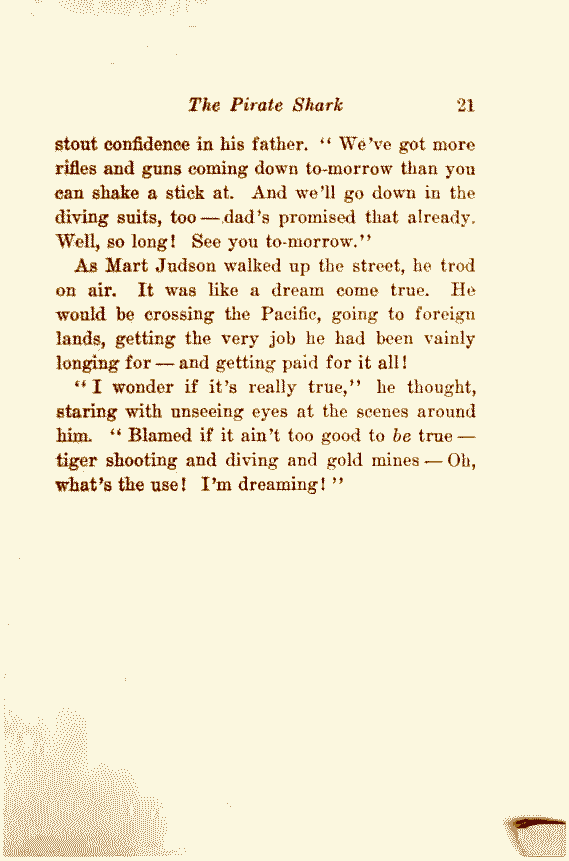 The Pirate Shark 21
stout confidence in his father. “ We’ve got more
rifles and guns coming down to-morrow than you
can shake a stick at. And we’ll go down in the
diving suits, too — dad’s promised that already.
Well, so long! See you to-morrow.”
As Mart Judson walked up the street, he trod
on air. It was like a dream come true. He
would be crossing the Pacific, going to foreign
lands, getting the very job he had been vainly
longing for — and getting paid for it all!
“ I wonder if it’s really true,” he thought,
staring with unseeing eyes at the scenes around
him. “ Blamed if it ain’t too good to be true —
tiger shooting and diving and gold mines — Oh,
what’s the use! I’m dreaming! ”